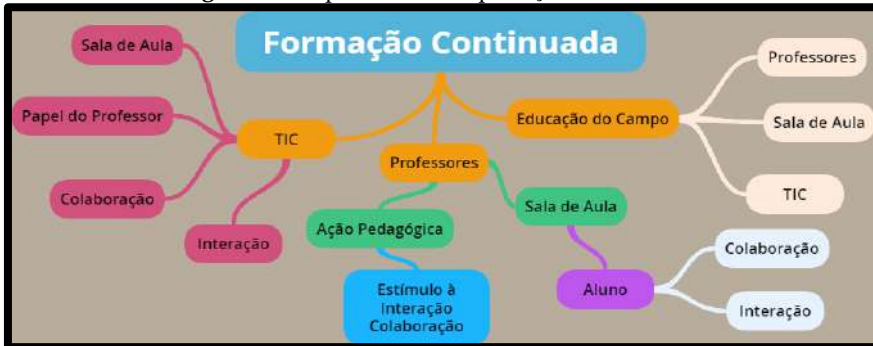 Formação Continuada
Sala de Aula
Papel do Professor
Colaboração
Interação
TIC
Professores
Ação Pedagógica
Estímulo à
Interação
Colaboração
Sala de Aula
Aluno
Colaboração
Interação
Educação do Campo
Professores
Sala de Aula
TIC